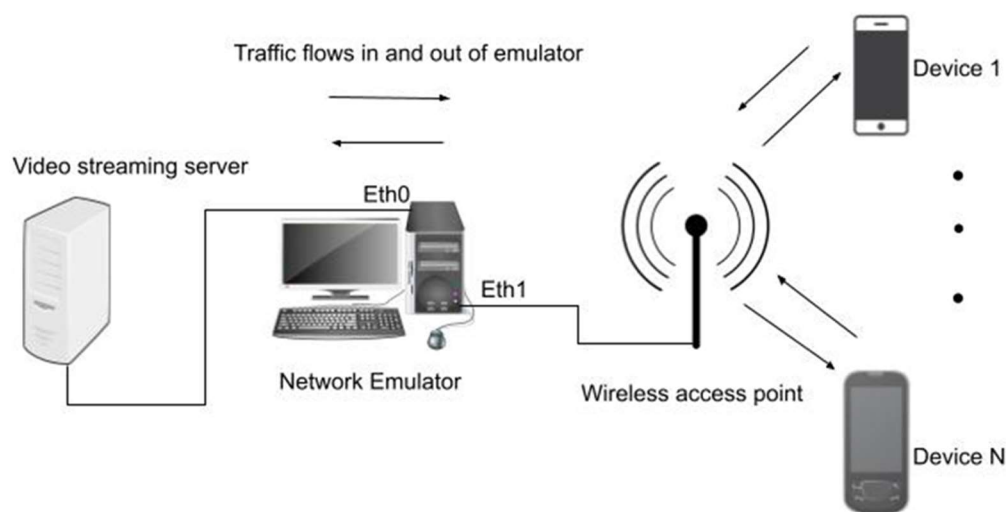 Traffic flows in and out of emulator
Device 1
Video streaming server
Eth0
Eth1
Network Emulator
Wireless access point
Device N